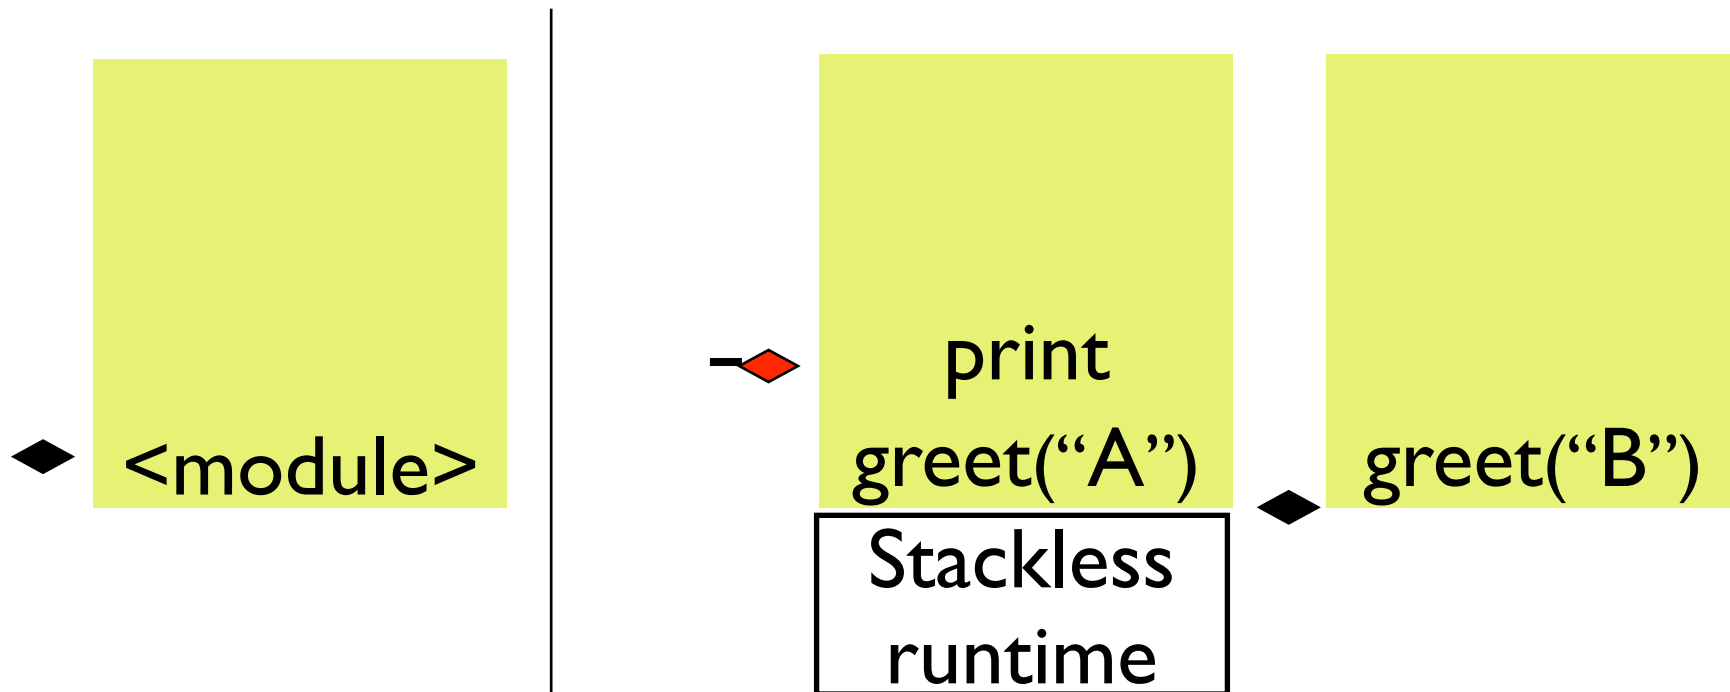 <module>
print
greet(“A”)
Stackless
runtime
greet(“B”)